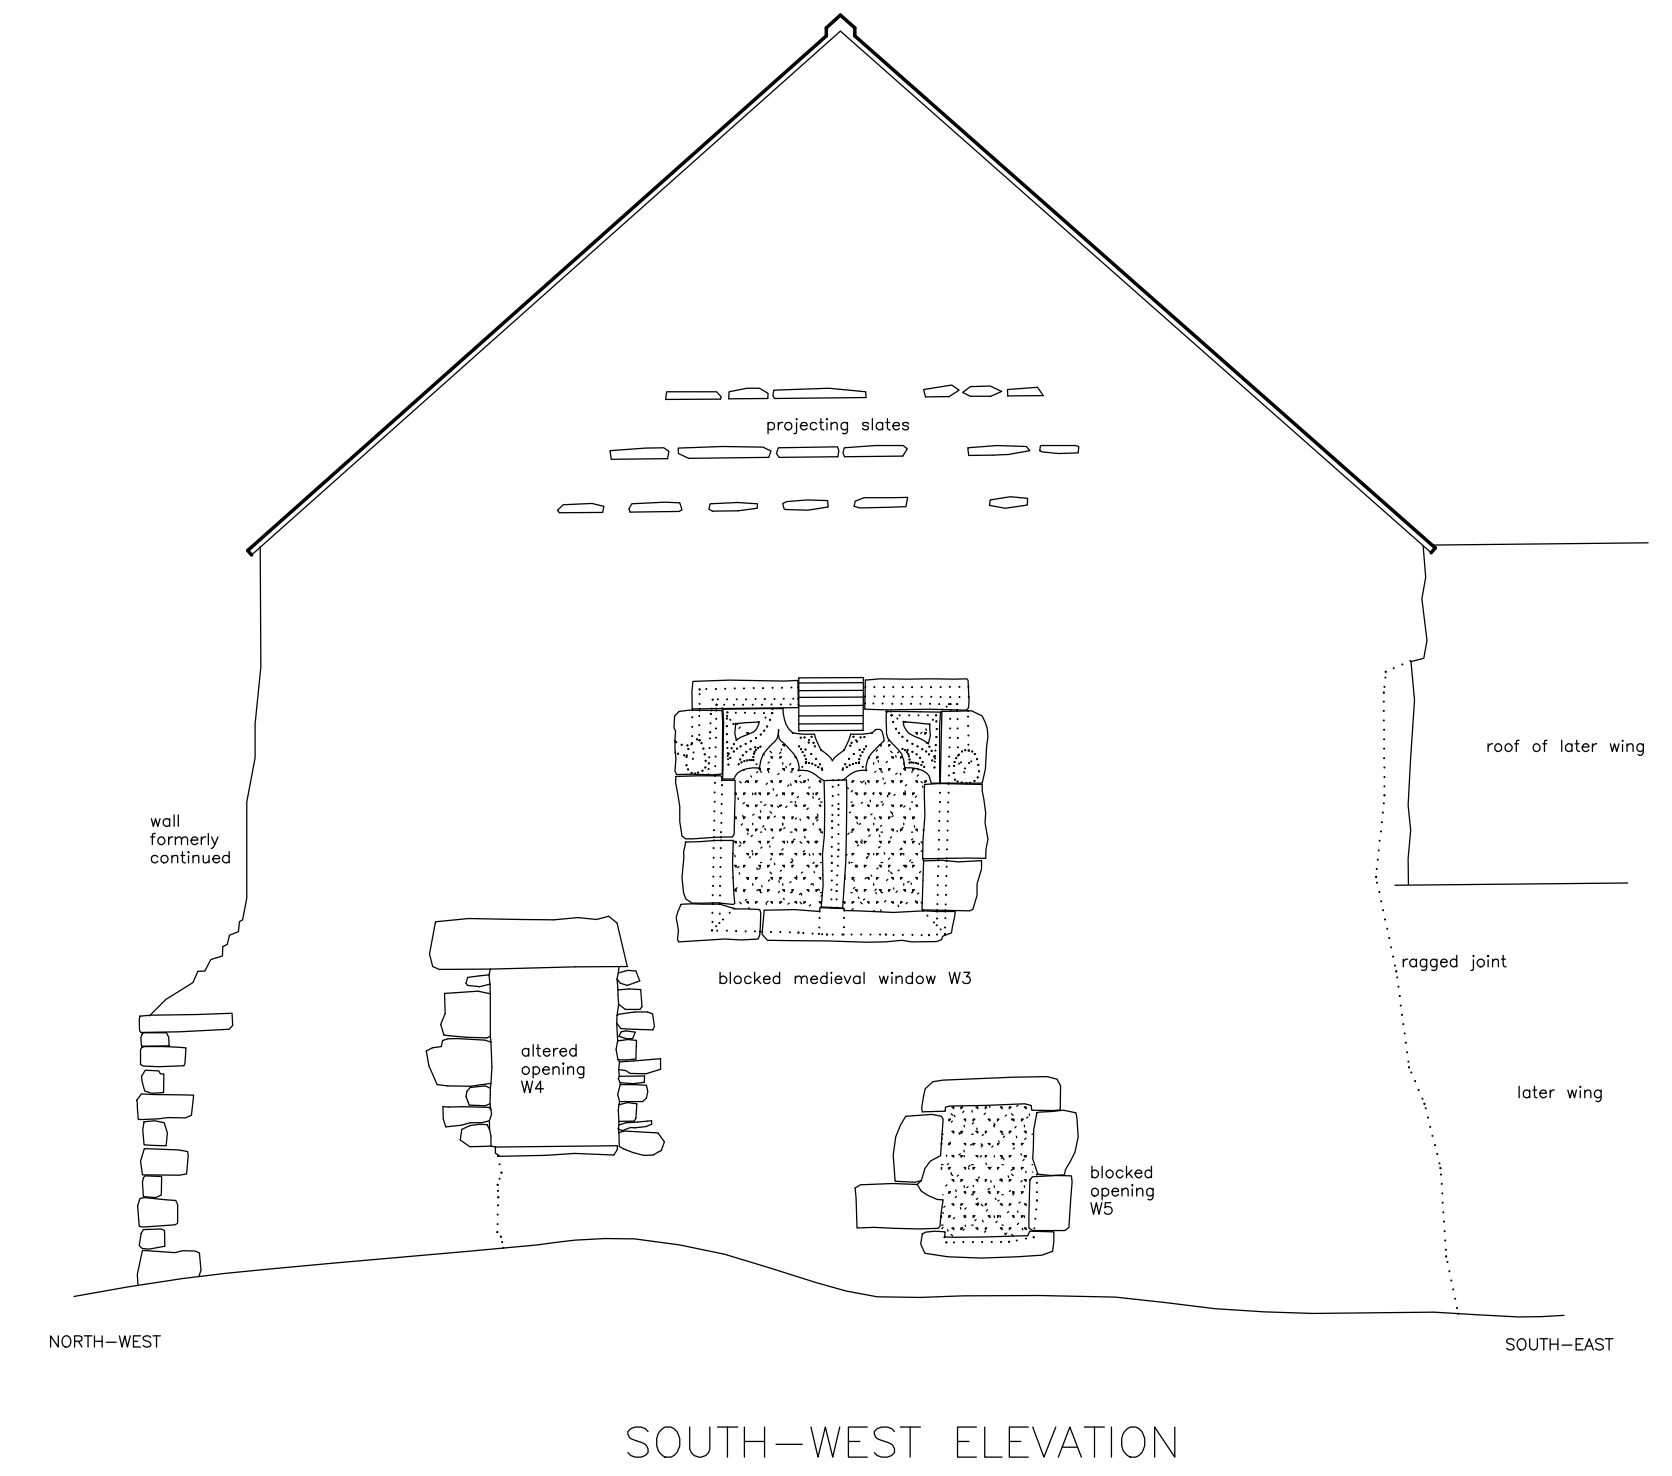 projecting slates
roof of later wing
wall
formerly
continued
ragged joint
blocked medieval window W3
altered
opening
W4
later wing
blocked
opening
W5
NORTH-WEST
SOUTH-EAST
SOUTH-WEST ELEVATION